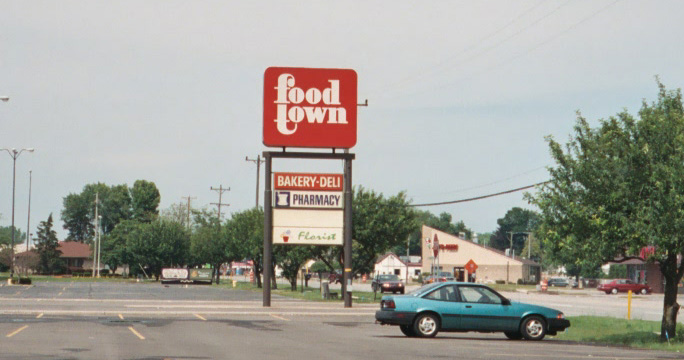 food
town
BAKERY-DELI
PHARMACY
Florist